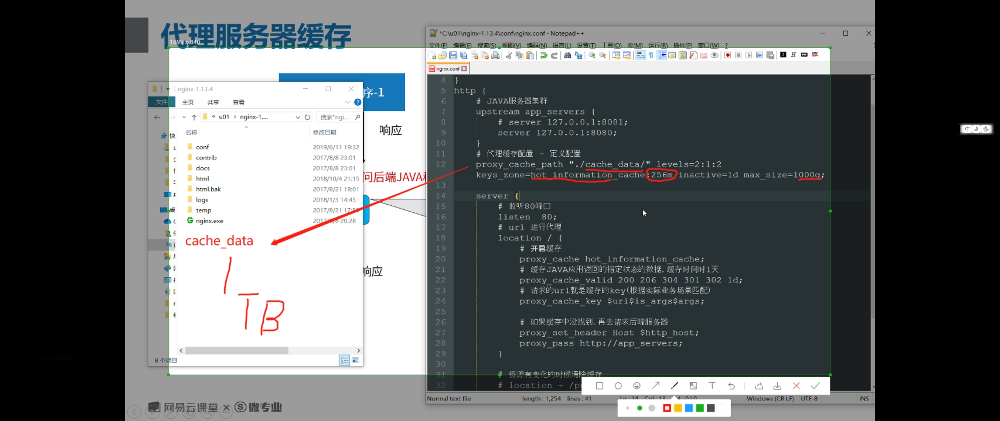 代理服务器缓存
1695 x 840
序-1
响应
问后端JAVA
响应
nginx-1.13.4
文件
主页
共享
查看
« u01 › nginx-1....
搜索"ngi...
名称
修改日期
conf
2019/6/11 19:32
contrib
2017/8/8 23:01
docs
2017/8/8 23:01
html
2018/10/4 21:15
html.bak
2017/8/21 18:01
logs
2018/1/3 14:45
temp
2017/8/21
nginx.exe
20:28
cache_data
1
TB
8 个项目
*C:\u01\nginx-1.13.4\conf\nginx.conf - Notepad++
文件(F) 编辑(E) 搜索(S) 视图(V) 编码(N) 语言(L) 设置(T) 工具(O) 宏(M) 运行(R) 插件(P) 窗口(W) ?
nginx.conf
4 }
5 http {
6 # JAVA服务器集群
7 upstream app_servers {
8 # server 127.0.0.1:8081;
9 server 127.0.0.1:8080;
10 }
11 # 代理缓存配置 - 定义配置
12 proxy_cache_path "./cache_data/" levels=2:1:2
keys_zone=hot_information_cache:256m inactive=1d max_size=1000g;
13
14 server {
15 # 监听80端口
16 listen 80;
17 # url 进行代理
18 location / {
19 # 开启缓存
20 proxy_cache hot_information_cache;
21 # 缓存JAVA应用返回的指定状态的数据, 缓存时间时1天
22 proxy_cache_valid 200 206 304 301 302 1d;
23 # 请求的url就是缓存的key(根据实际业务场景匹配)
24 proxy_cache_key $uri$is_args$args;
25
26 # 如果缓存中没找到, 再去请求后端服务器
27 proxy_set_header Host $http_host;
28 proxy_pass http://app_servers;
29 }
30
31 # 资源有变化的时候清除缓存
32 # location ~ /p
Normal text file
length : 1,254 lines : 41
Ln : 14 Col : 13
Windows (CR LF)
UTF-8
INS
网易云课堂 × 微专业
中
1144701332